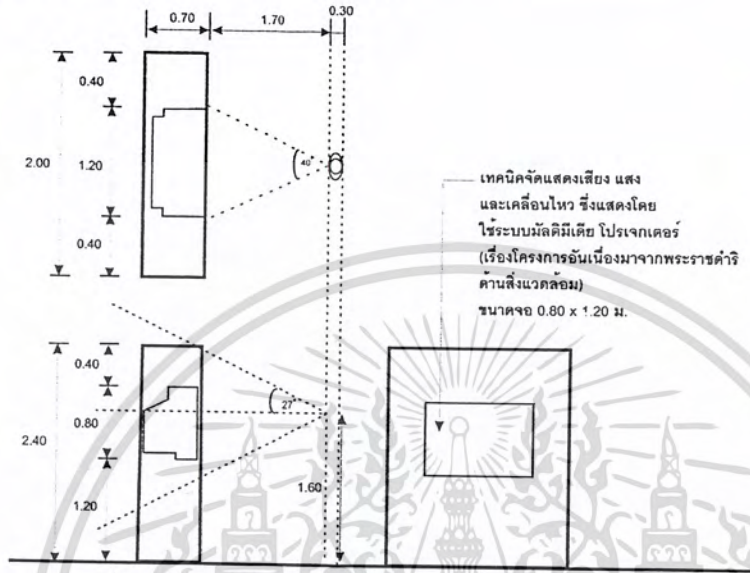 0.70
1.70
0.30
0.40
2.00
1.20
0.40
40°
เทคนิคจัดแสดงเสียง แสง
และเคลื่อนไหว ซึ่งแสดงโดย
ใช้ระบบมัลติมีเดีย โปรเจกเตอร์
(เรื่องโครงการอันเนื่องมาจากพระราชดำริ
ด้านสิ่งแวดล้อม)
ขนาดจอ 0.80 x 1.20 ม.
0.40
2.40
0.80
27°
1.20
1.60